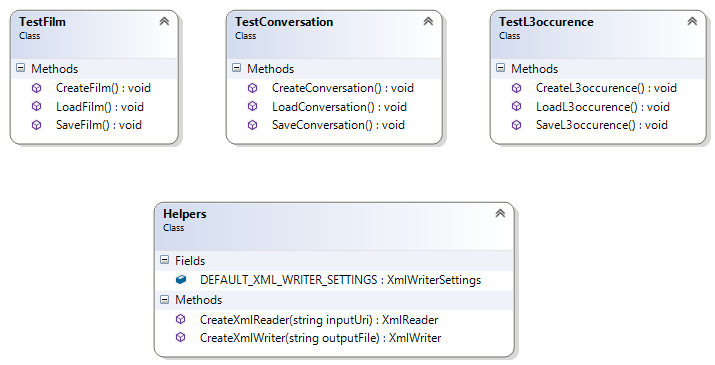 TestFilm
Class
Methods
CreateFilm() : void
LoadFilm() : void
SaveFilm() : void
TestConversation
Class
Methods
CreateConversation() : void
LoadConversation() : void
SaveConversation() : void
TestL3occurence
Class
Methods
CreateL3occurence() : void
LoadL3occurence() : void
SaveL3occurence() : void
Helpers
Class
Fields
DEFAULT_XML_WRITER_SETTINGS : XmlWriterSettings
Methods
CreateXmlReader(string inputUri) : XmlReader
CreateXmlWriter(string outputFile) : XmlWriter